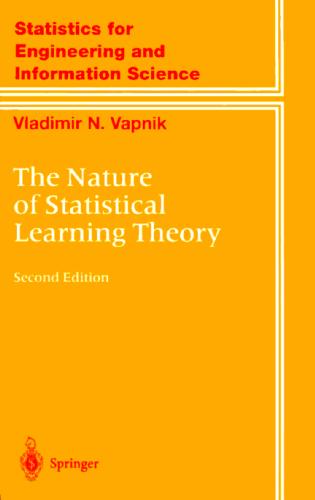 Statistics for
Engineering and
Information Science
Vladimir N. Vapnik
The Nature
of Statistical
Learning Theory
Second Edition
Springer